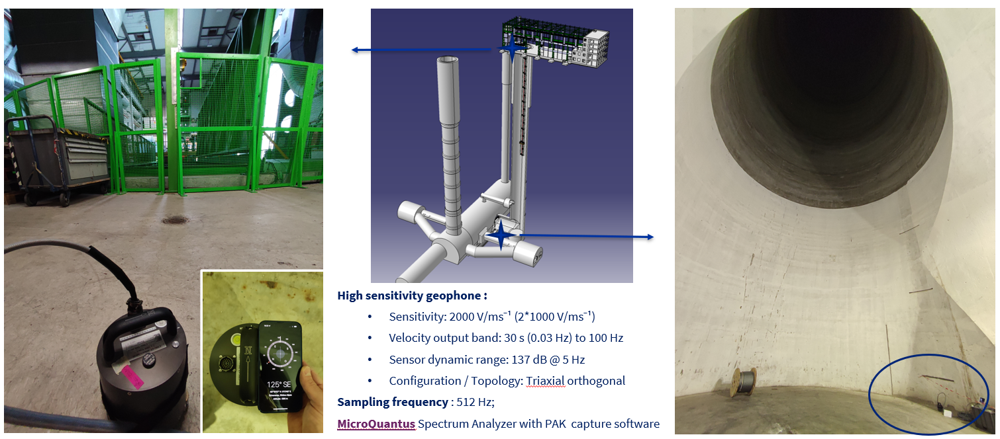 High sensitivity geophone :
• Sensitivity: 2000 V/ms⁻¹ (2*1000 V/ms⁻¹)
• Velocity output band: 30 s (0.03 Hz) to 100 Hz
• Sensor dynamic range: 137 dB @ 5 Hz
• Configuration / Topology: Triaxial orthogonal
Sampling frequency : 512 Hz;
MicroQuantus Spectrum Analyzer with PAK capture software
N
125° SE